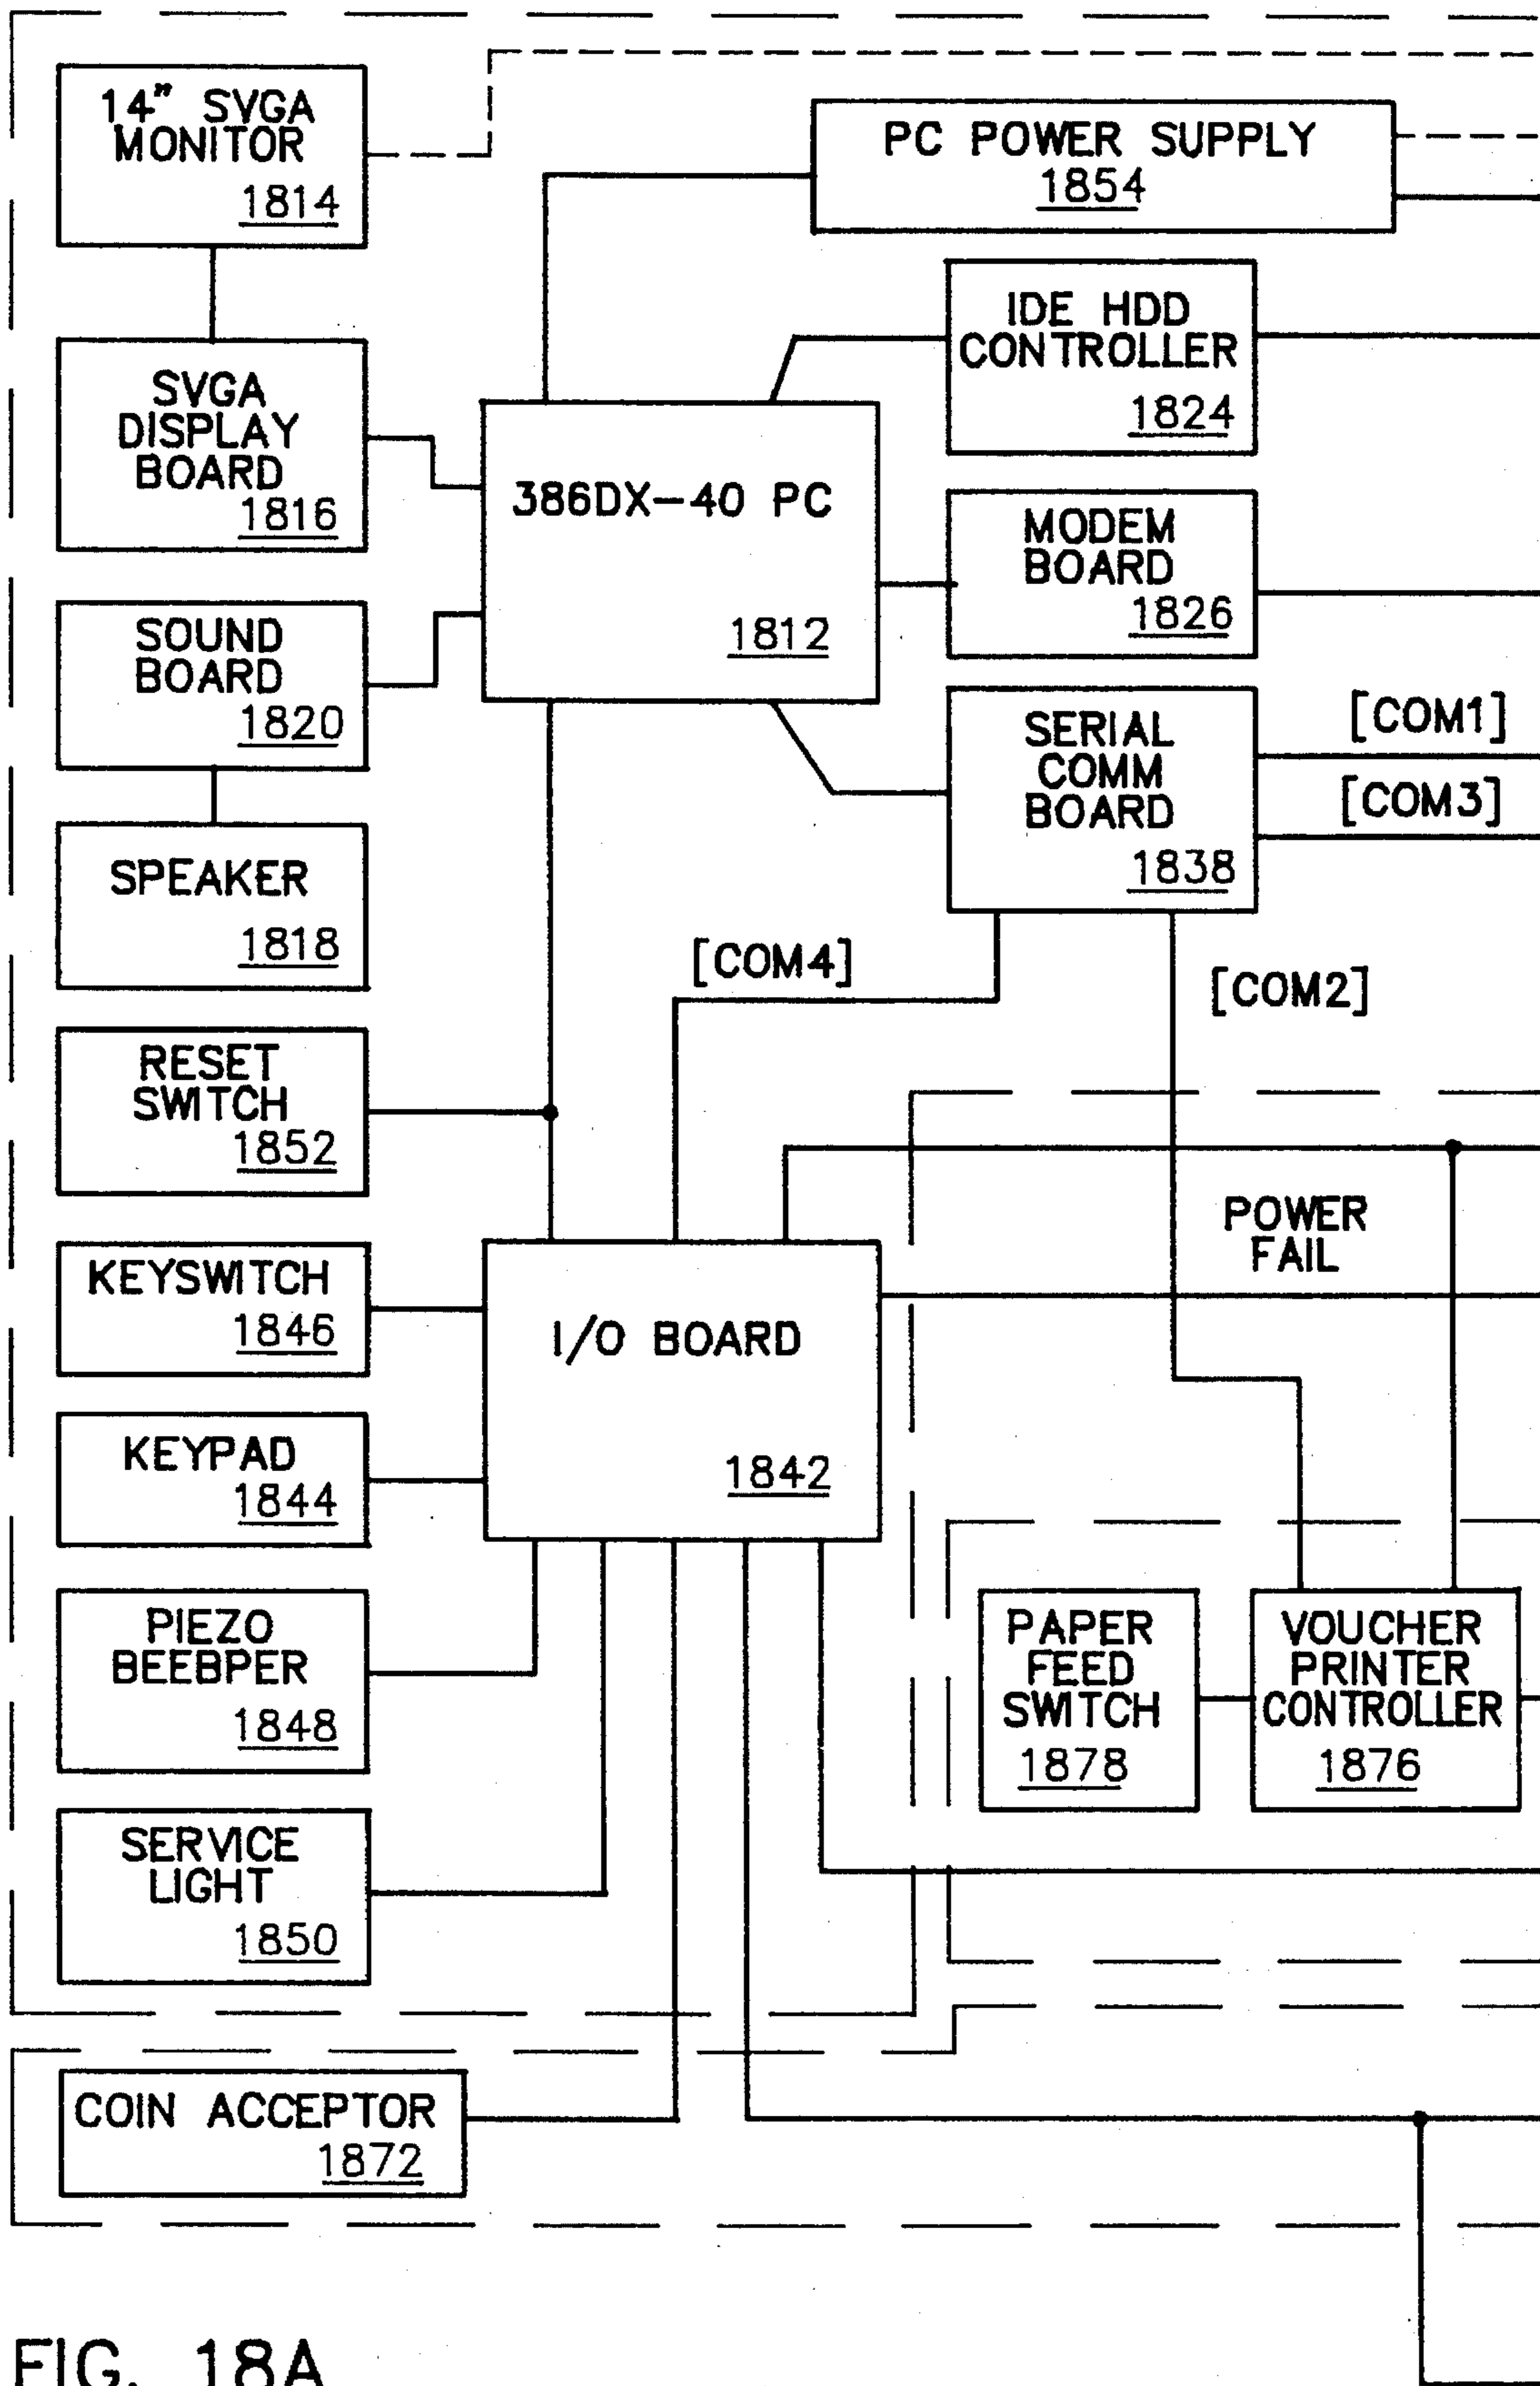 14" SVGA
MONITOR
1814
PC POWER SUPPLY
1854
IDE HDD
CONTROLLER
1824
SVGA
DISPLAY
BOARD
1816
386DX-40 PC
1812
MODEM
BOARD
1826
SOUND
BOARD
1820
SERIAL
COMM
BOARD
1838
[COM1]
[COM3]
SPEAKER
1818
[COM4]
[COM2]
RESET
SWITCH
1852
POWER
FAIL
KEYSWITCH
1846
I/O BOARD
1842
KEYPAD
1844
PIEZO
BEEBPER
1848
PAPER
FEED
SWITCH
1878
VOUCHER
PRINTER
CONTROLLER
1876
SERVICE
LIGHT
1850
COIN ACCEPTOR
1872
FIG. 18A